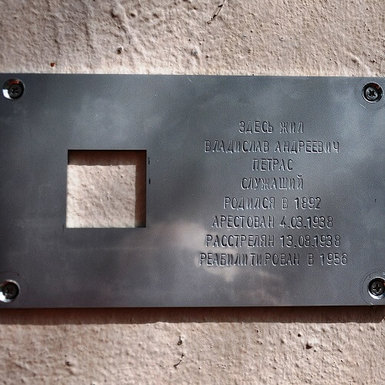 ЗДЕСЬ ЖИЛ
ВЛАДИСЛАВ АНДРЕЕВИЧ
ПЕТРАС
СЛУЖАЩИЙ
РОДИЛСЯ В 1892
АРЕСТОВАН 4.03.1938
РАССТРЕЛЯН 13.08.1938
РЕАБИЛИТИРОВАН В 1956